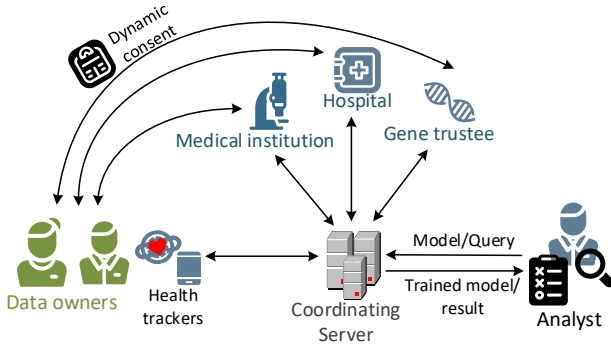 Dynamic
consent
Hospital
Medical institution
Gene trustee
Model/Query
Trained model/
result
Data owners
Health
trackers
Coordinating
Server
Analyst